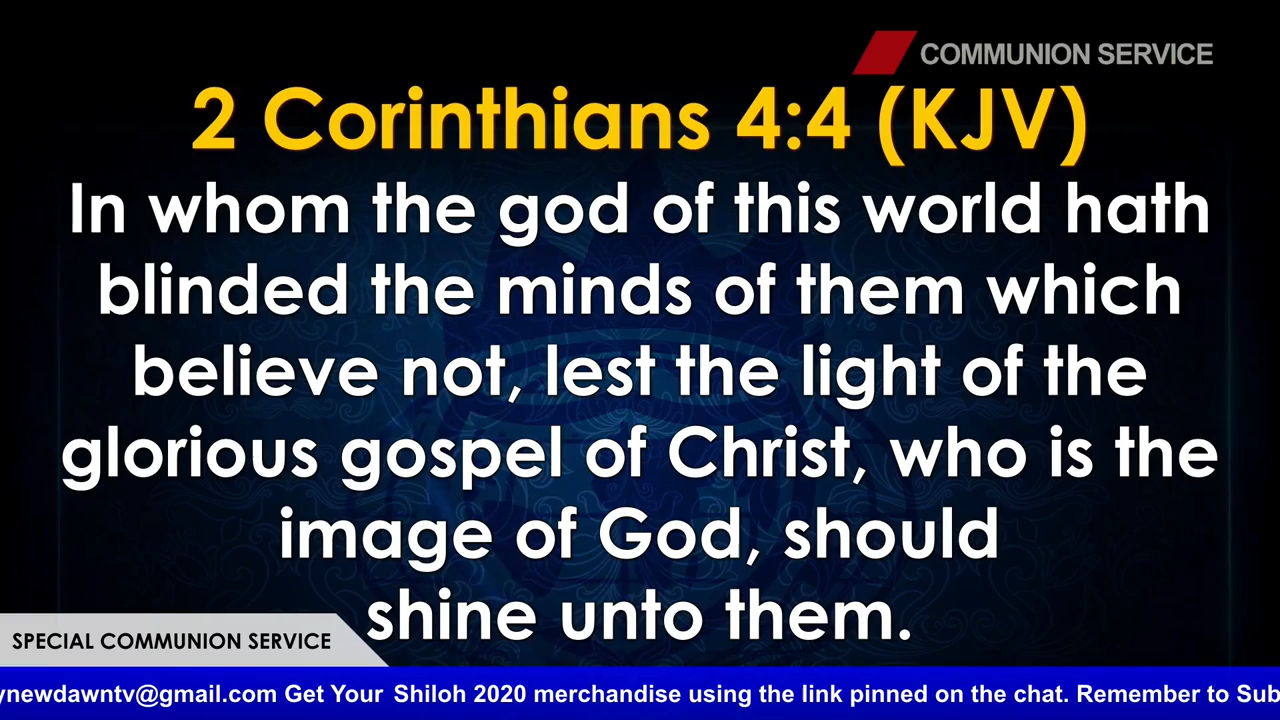 COMMUNION SERVICE
2 Corinthians 4:4 (KJV)
In whom the god of this world hath
blinded the minds of them which
believe not, lest the light of the
glorious gospel of Christ, who is the
image of God, should
shine unto them.
SPECIAL COMMUNION SERVICE
ynewdawntv@gmail.com Get Your Shiloh 2020 merchandise using the link pinned on the chat. Remember to Sub